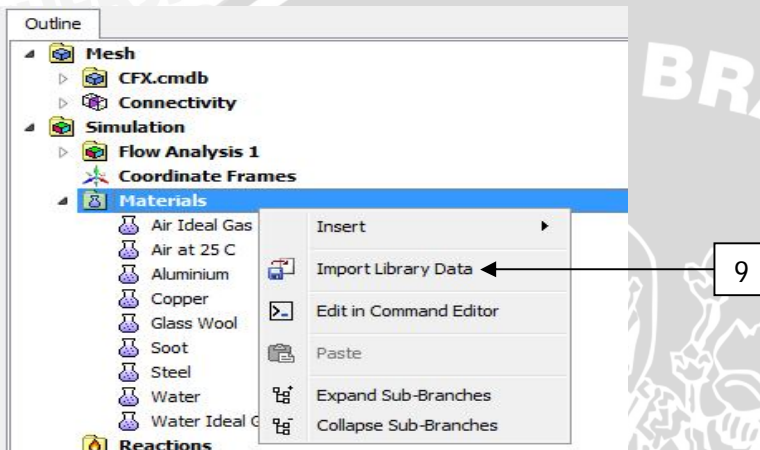 Outline
Mesh
CFX.cmdb
Connectivity
Simulation
Flow Analysis 1
Coordinate Frames
Materials
Air Ideal Gas
Insert
Air at 25 C
Import Library Data
9
Aluminium
Copper
Edit in Command Editor
Glass Wool
Soot
Paste
Steel
Water
Expand Sub-Branches
Water Ideal G
Collapse Sub-Branches
Reactions
BRA